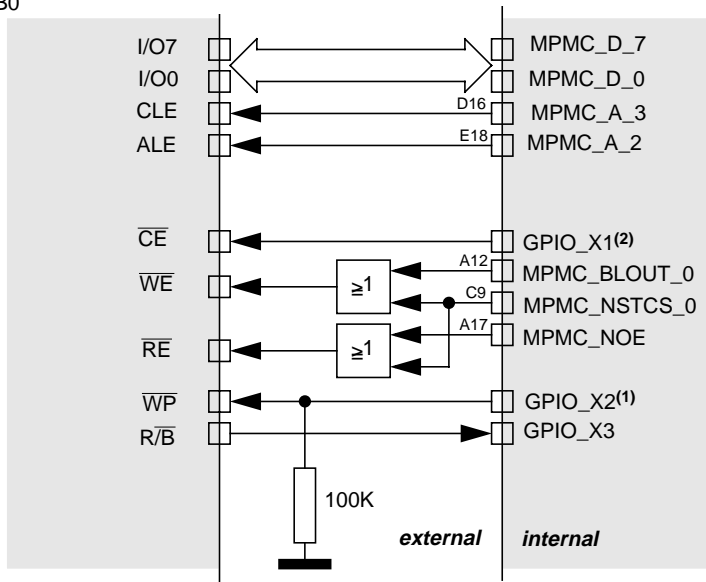 I/O7 MPMC_D_7
I/O0 MPMC_D_0
CLE D16 MPMC_A_3
ALE E18 MPMC_A_2
CE GPIO_X1(2)
A12 MPMC_BLOUT_0
WE ≥1
C9 MPMC_NSTCS_0
A17 MPMC_NOE
RE ≥1
WP GPIO_X2(1)
R/B GPIO_X3
100K
external internal